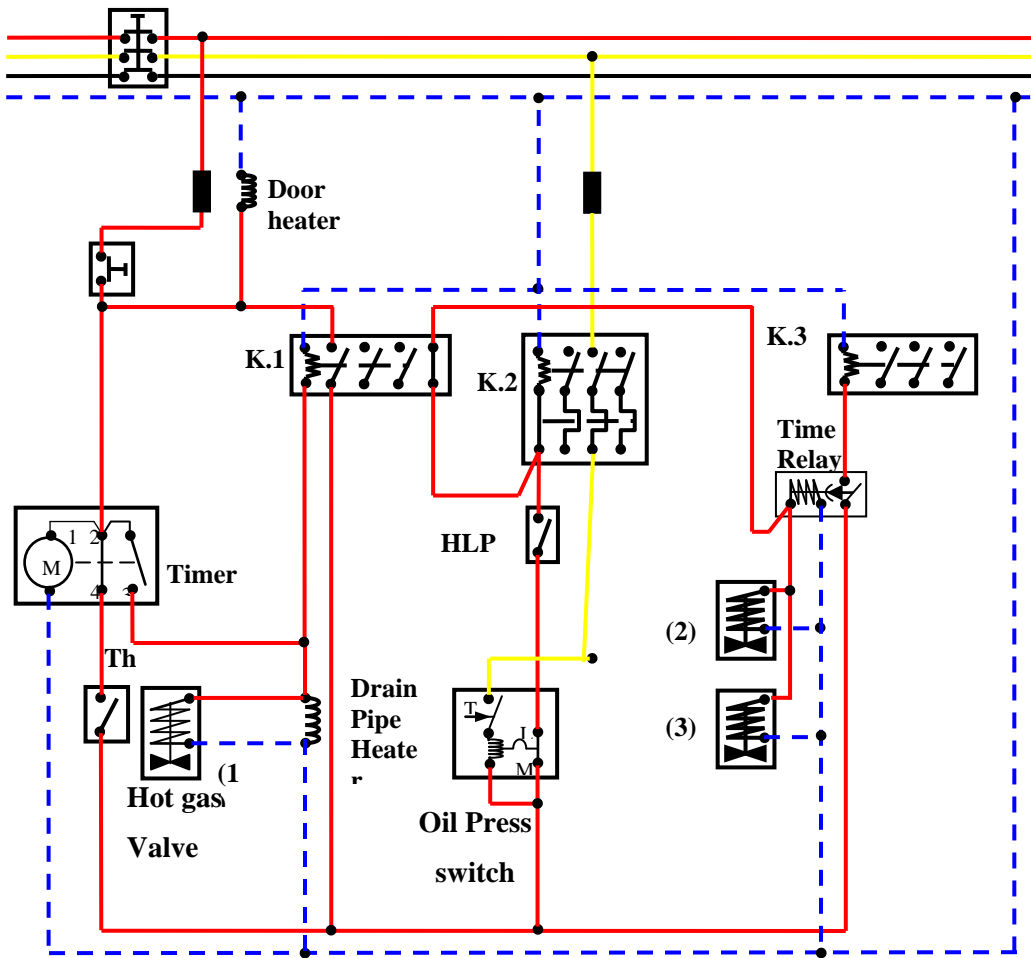 Door
heater
K.1
K.2
K.3
Time
Relay
1
2
M
4
3
Timer
HLP
Th
(2)
Drain
Pipe
Heate
r
T
L
M
(3)
(1
Hot gas
Valve
Oil Press
switch